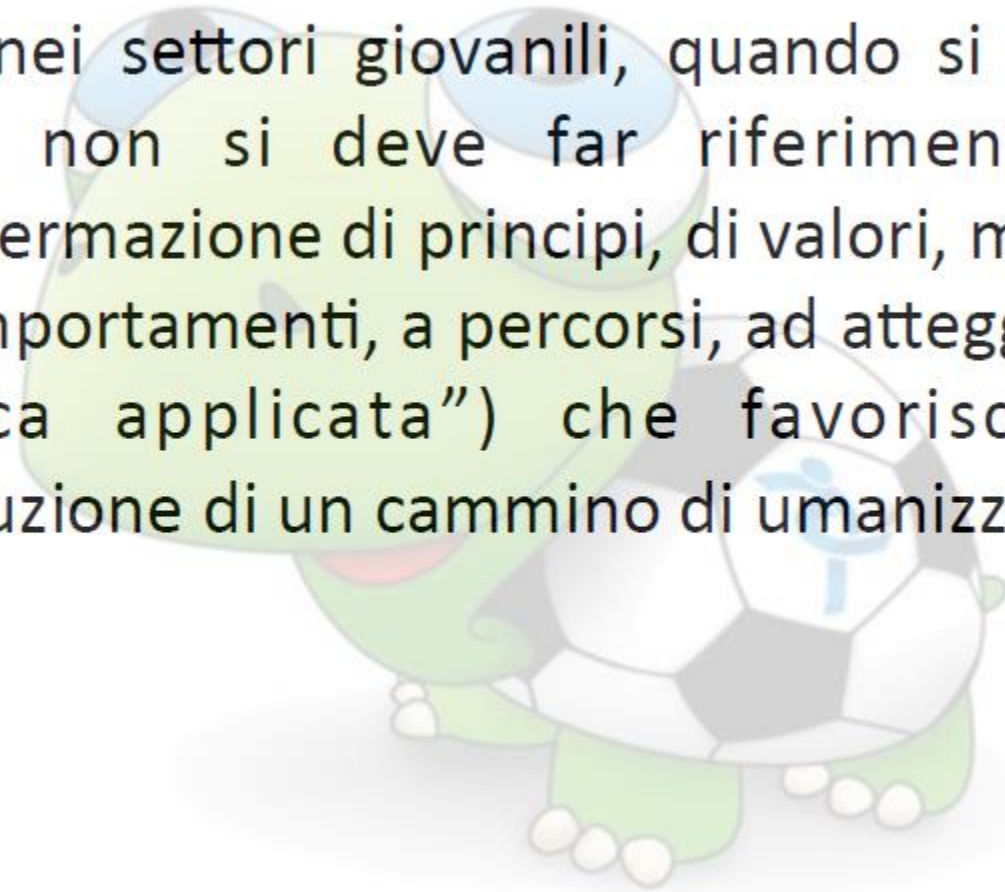 nei settori giovanili, quando si
non si deve far riferimen
ermazione di principi, di valori, m
mportamenti, a percorsi, ad attegg
ca applicata”) che favorisc
uzione di un cammino di umanizz